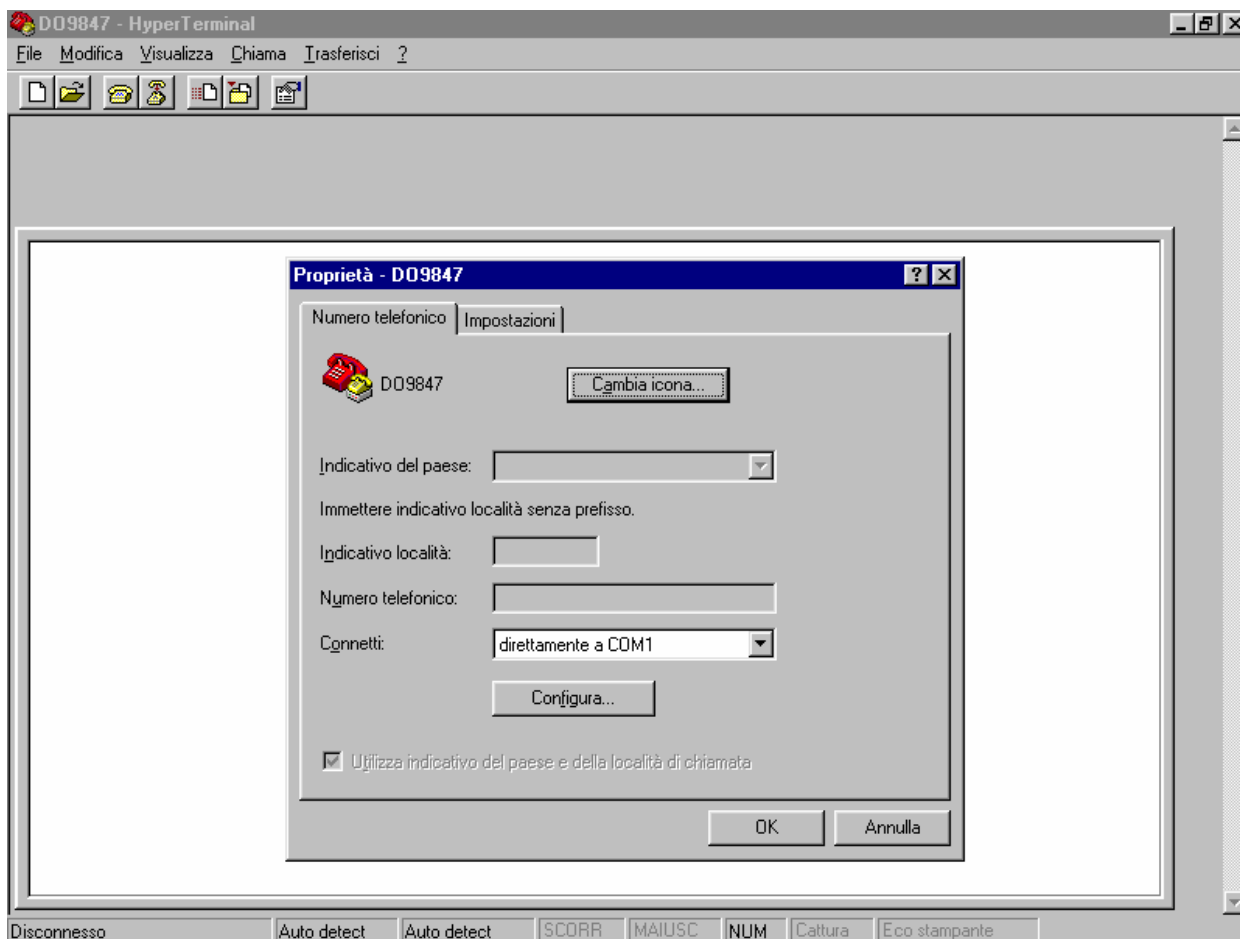 DO9847 - HyperTerminal
File Modifica Visualizza Chiama Trasferisci ?
Proprietà - DO9847
Numero telefonico Impostazioni
DO9847 Cambia icona...
Indicativo del paese:
Immettere indicativo località senza prefisso.
Indicativo località:
Numero telefonico:
Connetti: direttamente a COM1
Configura...
Utilizza indicativo del paese e della località di chiamata
OK Annulla
Disconnesso Auto detect Auto detect SCORR MAIUSC NUM Cattura Eco stampante